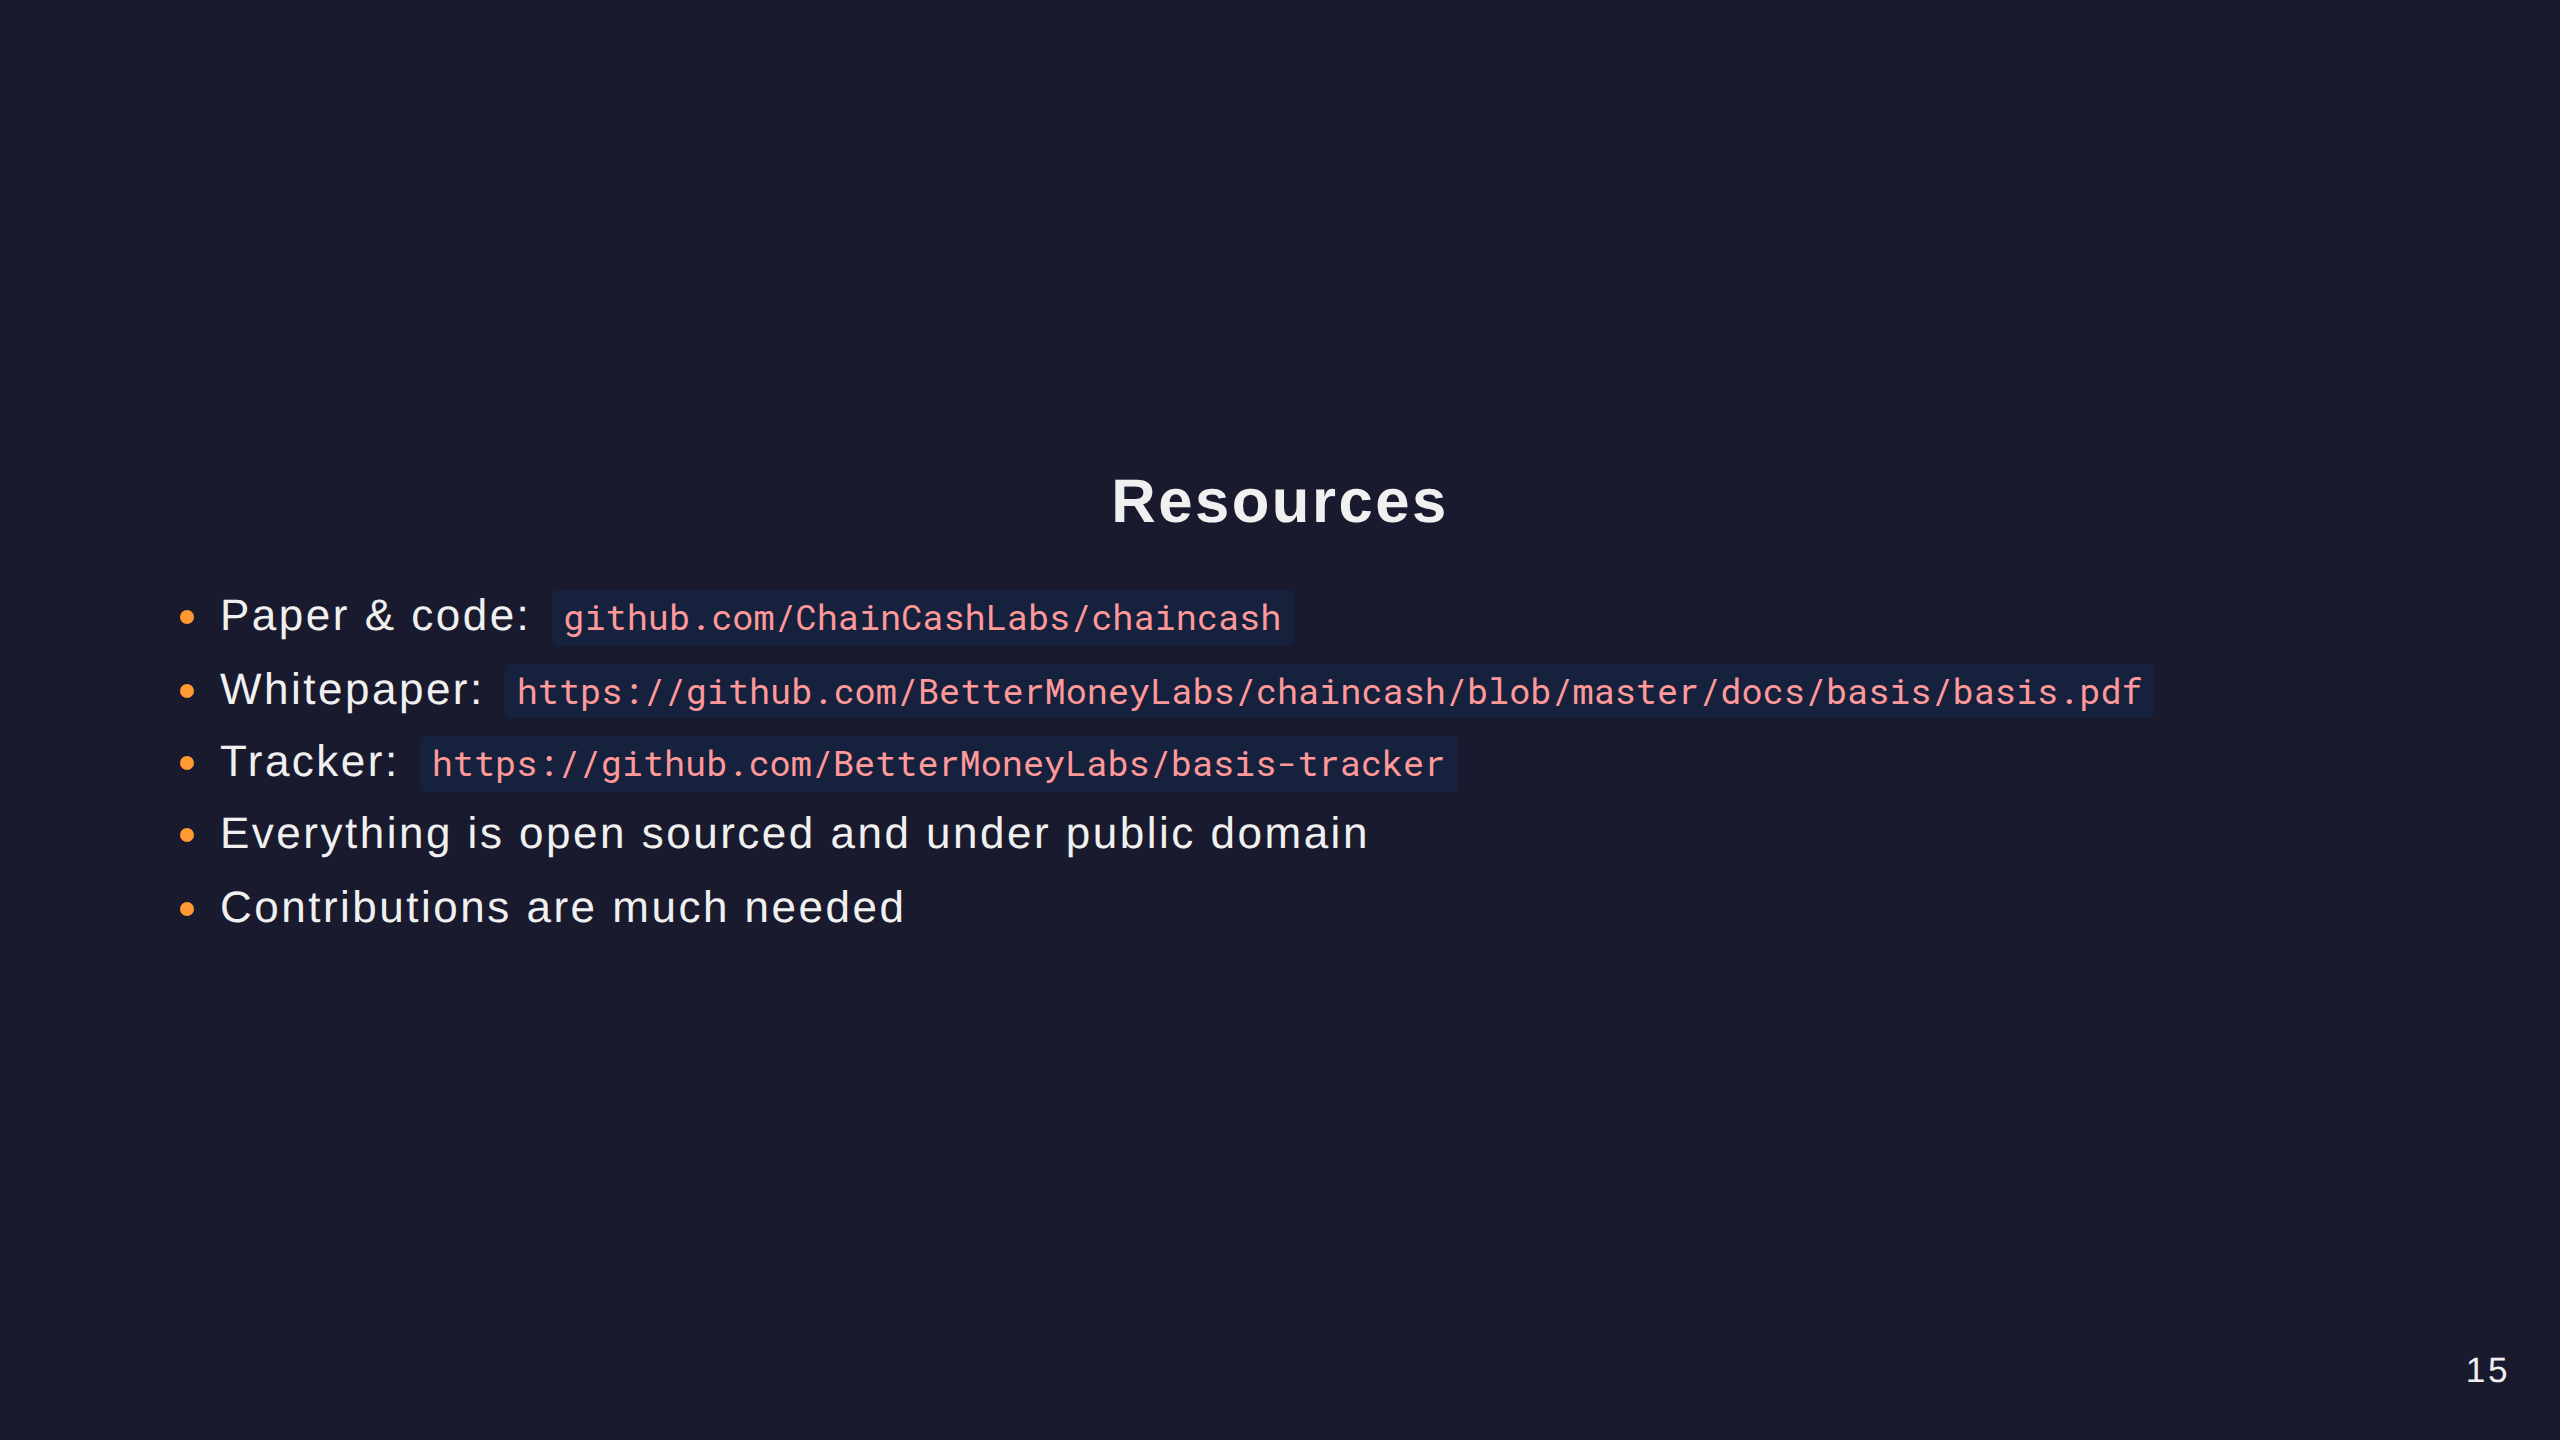 Resources
Paper & code: github.com/ChainCashLabs/chaincash
Whitepaper: https://github.com/BetterMoneyLabs/chaincash/blob/master/docs/basis/basis.pdf
Tracker: https://github.com/BetterMoneyLabs/basis-tracker
Everything is open sourced and under public domain
Contributions are much needed
15